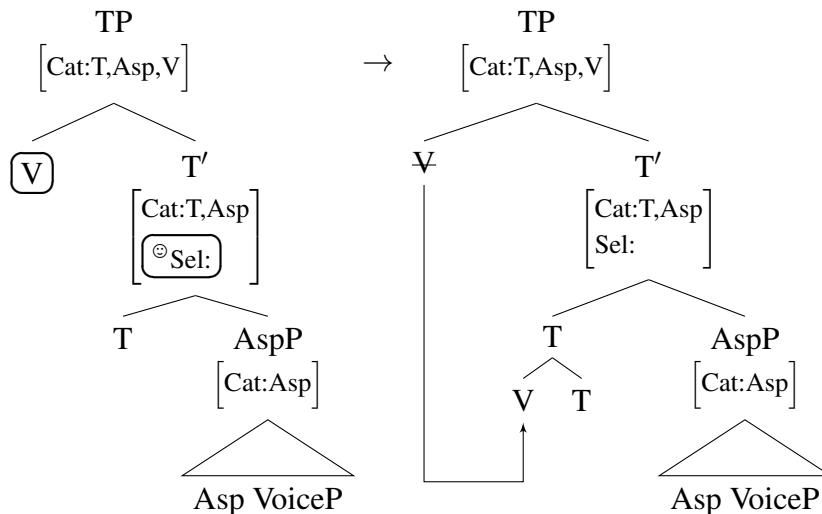 TP → TP
[Cat:T,Asp,V] [Cat:T,Asp,V]
V T′ V T′
[Cat:T,Asp [Cat:T,Asp
☺Sel:] Sel:]
T AspP T AspP
[Cat:Asp] V T [Cat:Asp]
Asp VoiceP Asp VoiceP